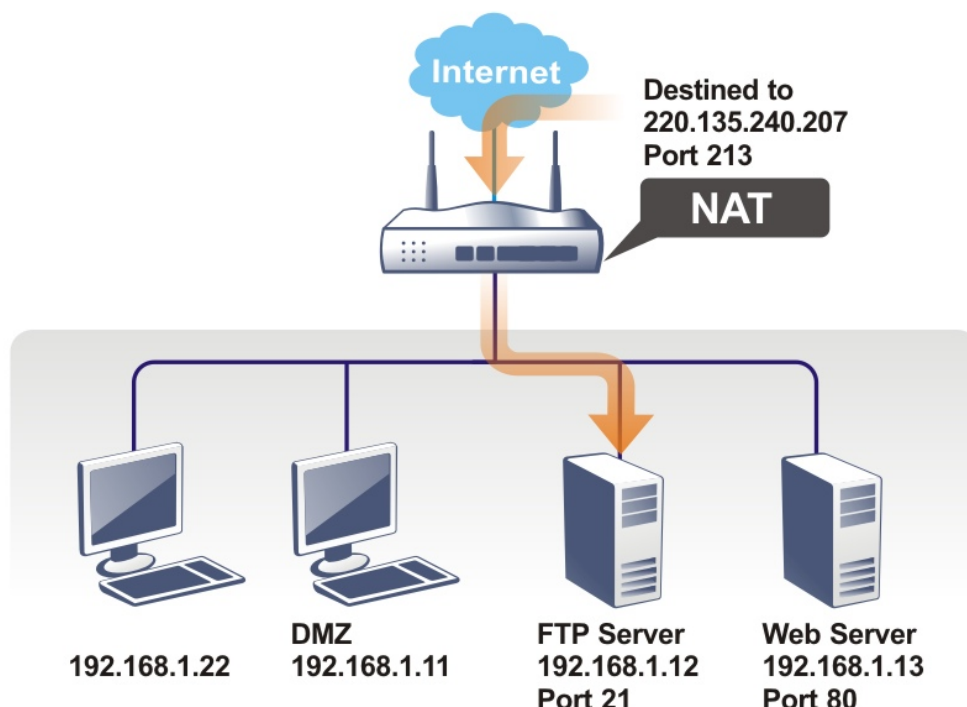 Internet
Destined to
220.135.240.207
Port 213
NAT
192.168.1.22
DMZ
192.168.1.11
FTP Server
192.168.1.12
Port 21
Web Server
192.168.1.13
Port 80